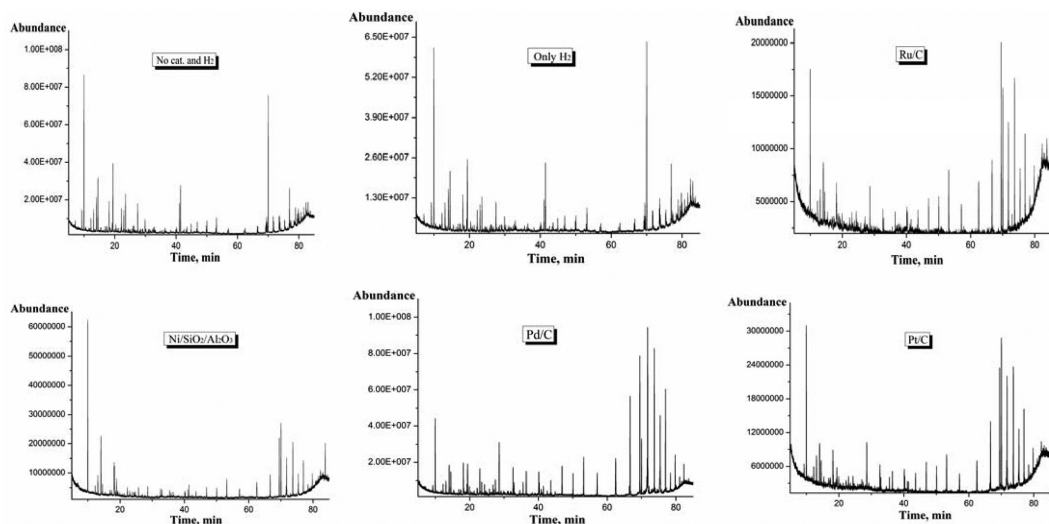 Abundance
1.00E+008
8.00E+007
6.00E+007
4.00E+007
2.00E+007
No cat. and H2
20 40 60 80
Time, min
Abundance
6.50E+007
5.20E+007
3.90E+007
2.60E+007
1.30E+007
Only H2
20 40 60 80
Time, min
Abundance
20000000
15000000
10000000
5000000
Ru/C
20 40 60 80
Time, min
Abundance
60000000
50000000
40000000
30000000
20000000
10000000
Ni/SiO2/Al2O3
20 40 60 80
Time, min
Abundance
1.00E+008
8.00E+007
6.00E+007
4.00E+007
2.00E+007
Pd/C
20 40 60 80
Time, min
Abundance
30000000
24000000
18000000
12000000
6000000
Pt/C
20 40 60 80
Time, min